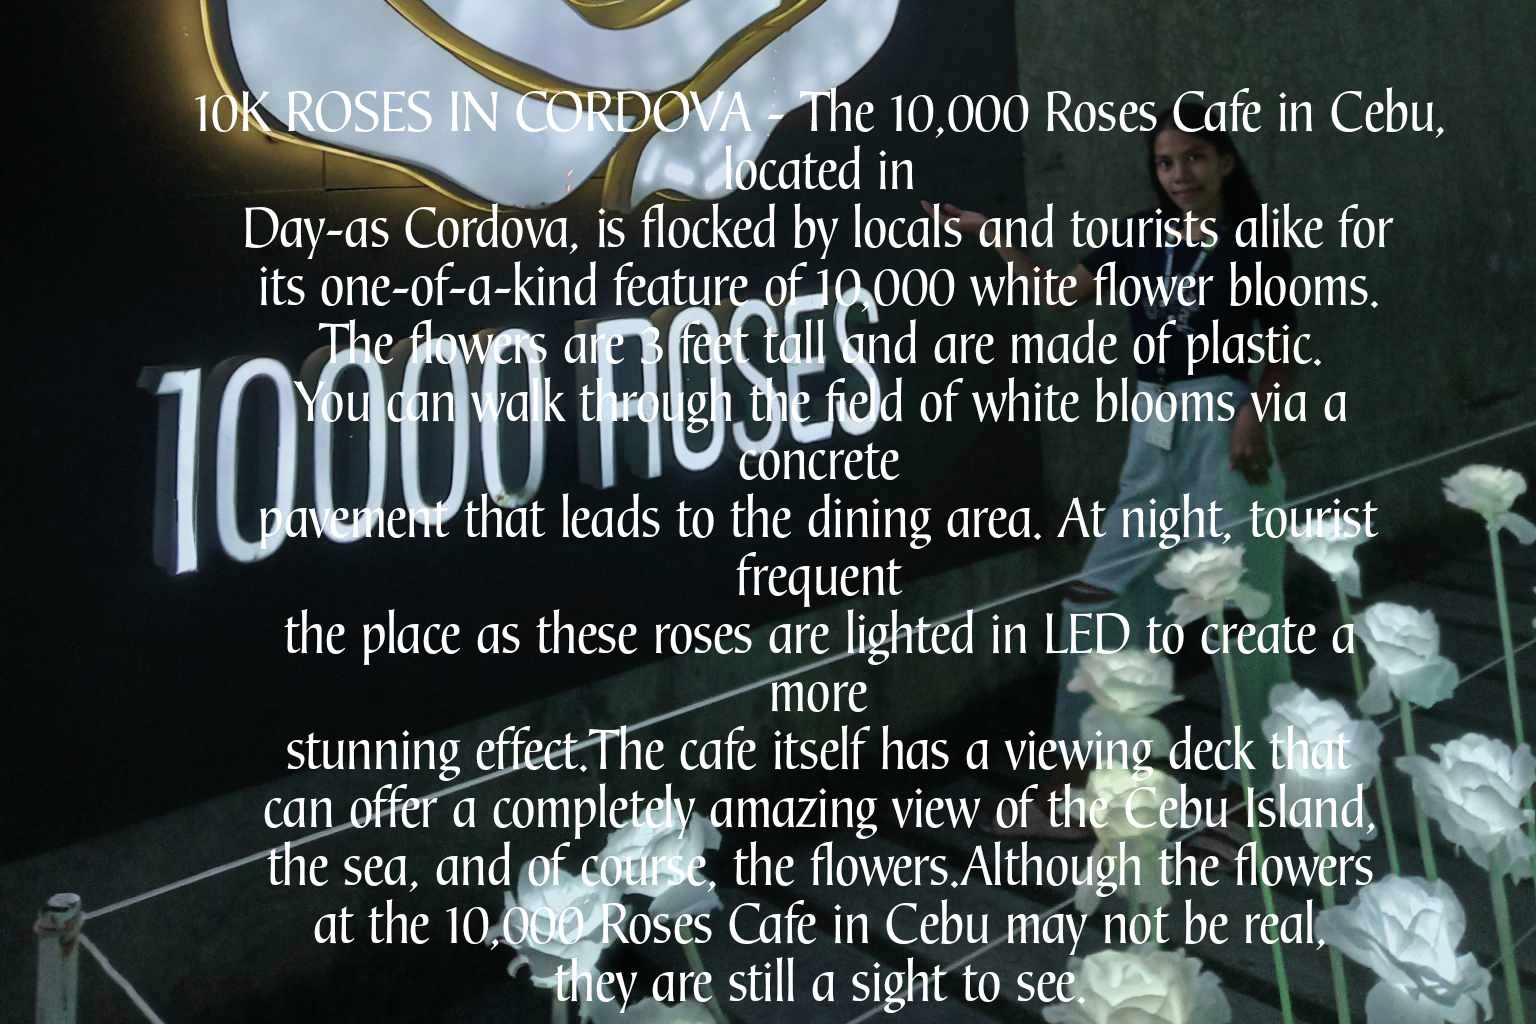 10K ROSES IN CORDOVA - The 10,000 Roses Cafe in Cebu,
located in
Day-as Cordova, is flocked by locals and tourists alike for
its one-of-a-kind feature of 10,000 white flower blooms.
The flowers are 3 feet tall and are made of plastic.
You can walk through the field of white blooms via a
concrete
pavement that leads to the dining area. At night, tourist
frequent
the place as these roses are lighted in LED to create a
more
stunning effect.The cafe itself has a viewing deck that
can offer a completely amazing view of the Cebu Island,
the sea, and of course, the flowers.Although the flowers
at the 10,000 Roses Cafe in Cebu may not be real,
they are still a sight to see.
10000 ROSES